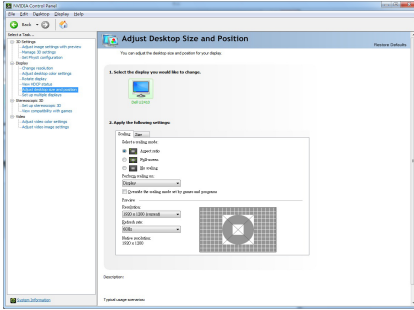 NVIDIA Control Panel
File Edit Desktop Display Help
Back
Select a Task...
3D Settings
Adjust image settings with preview
Manage 3D settings
Set PhysX configuration
Display
Change resolution
Adjust desktop color settings
Rotate display
View HDCP status
Adjust desktop size and position
Set up multiple displays
Stereoscopic 3D
Set up stereoscopic 3D
View compatibility with games
Video
Adjust video color settings
Adjust video image settings
System Information
Adjust Desktop Size and Position
Restore Defaults
You can adjust the desktop size and position for your display.
1. Select the display you would like to change.
2. Apply the following settings.
Scaling Size
Select a scaling mode:
Aspect ratio
Full-screen
No scaling
Perform scaling on:
Display
Override the scaling mode set by games and programs
Preview
Resolution:
1920 x 1200 (native)
Refresh rate:
60Hz
Native resolution:
1920 x 1200
Description:
Typical usage scenarios: